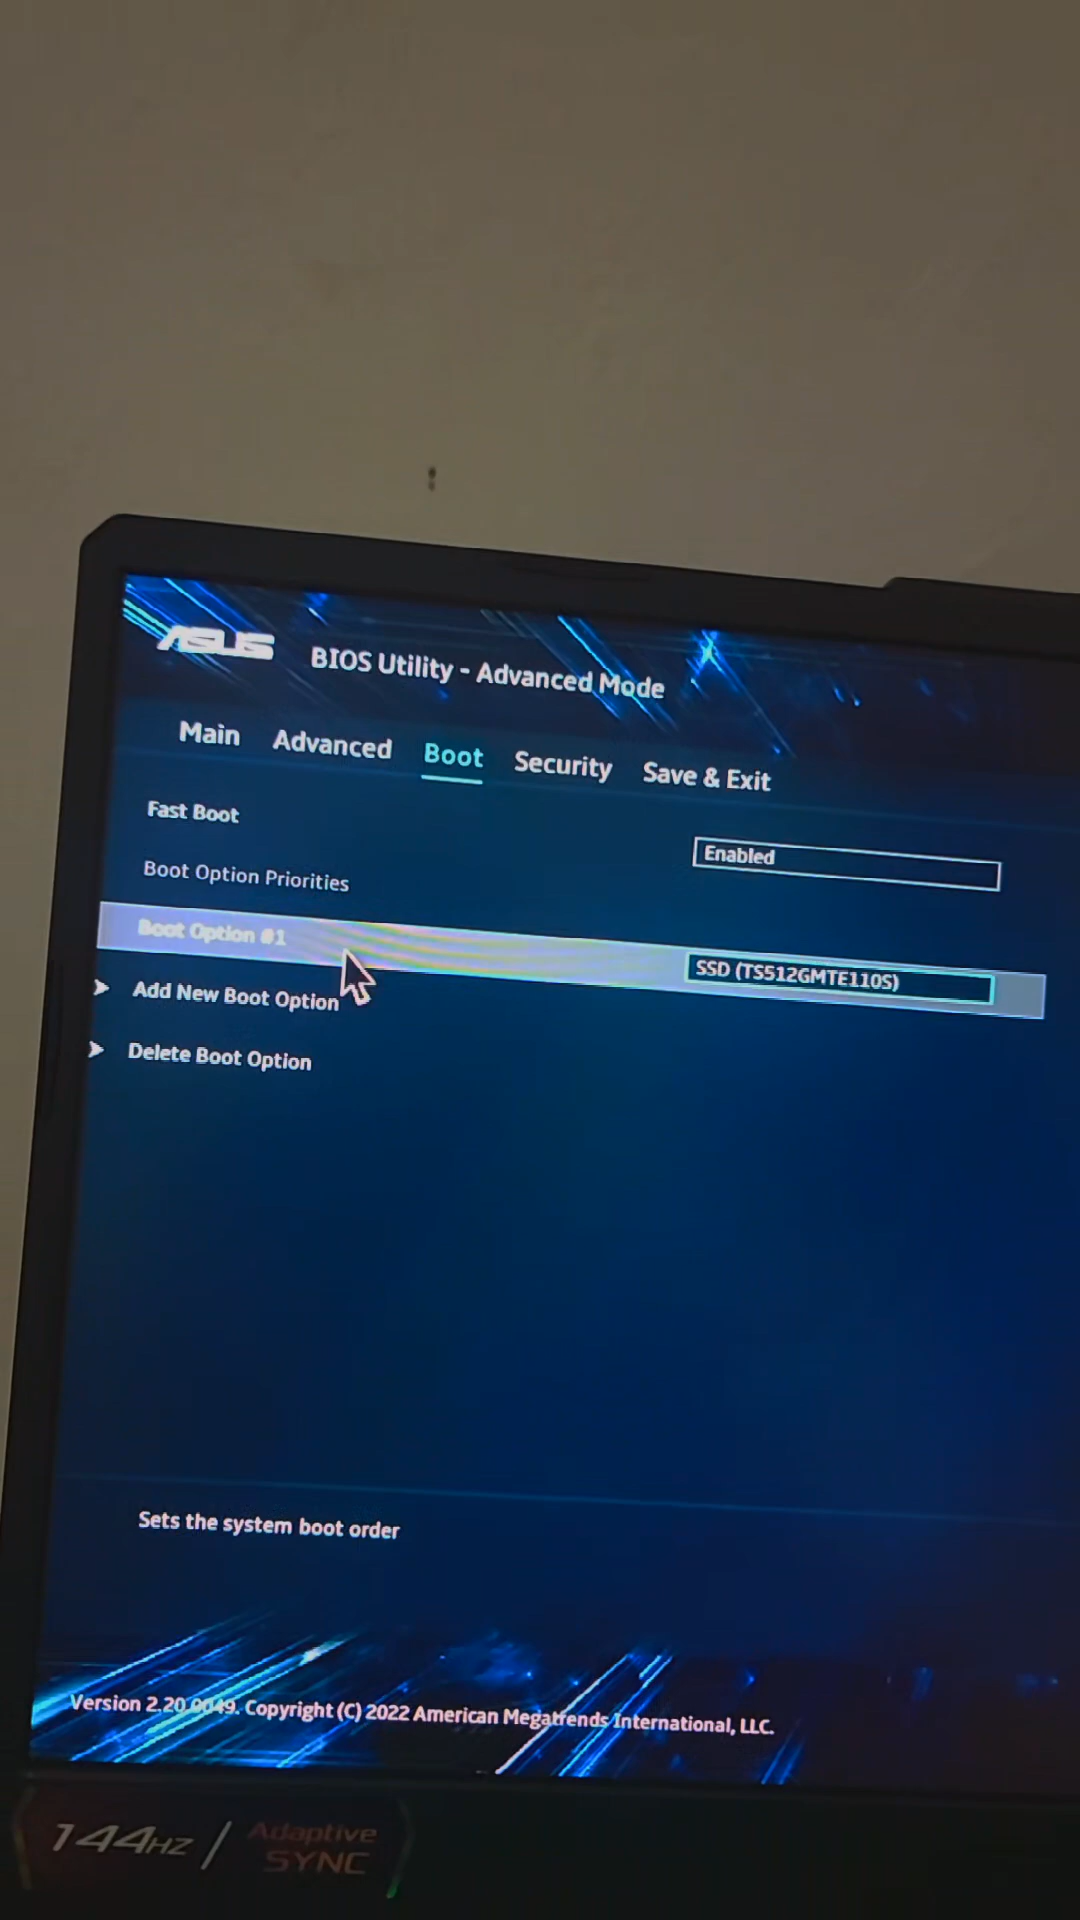 ASUS
BIOS Utility - Advanced Mode
Main Advanced Boot Security Save & Exit
Fast Boot Enabled
Boot Option Priorities
Boot Option #1 SSD (TS512GMTE110S)
Add New Boot Option
Delete Boot Option
Sets the system boot order
Version 2.20.0049. Copyright (C) 2022 American Megatrends International, LLC.
144HZ / Adaptive SYNC